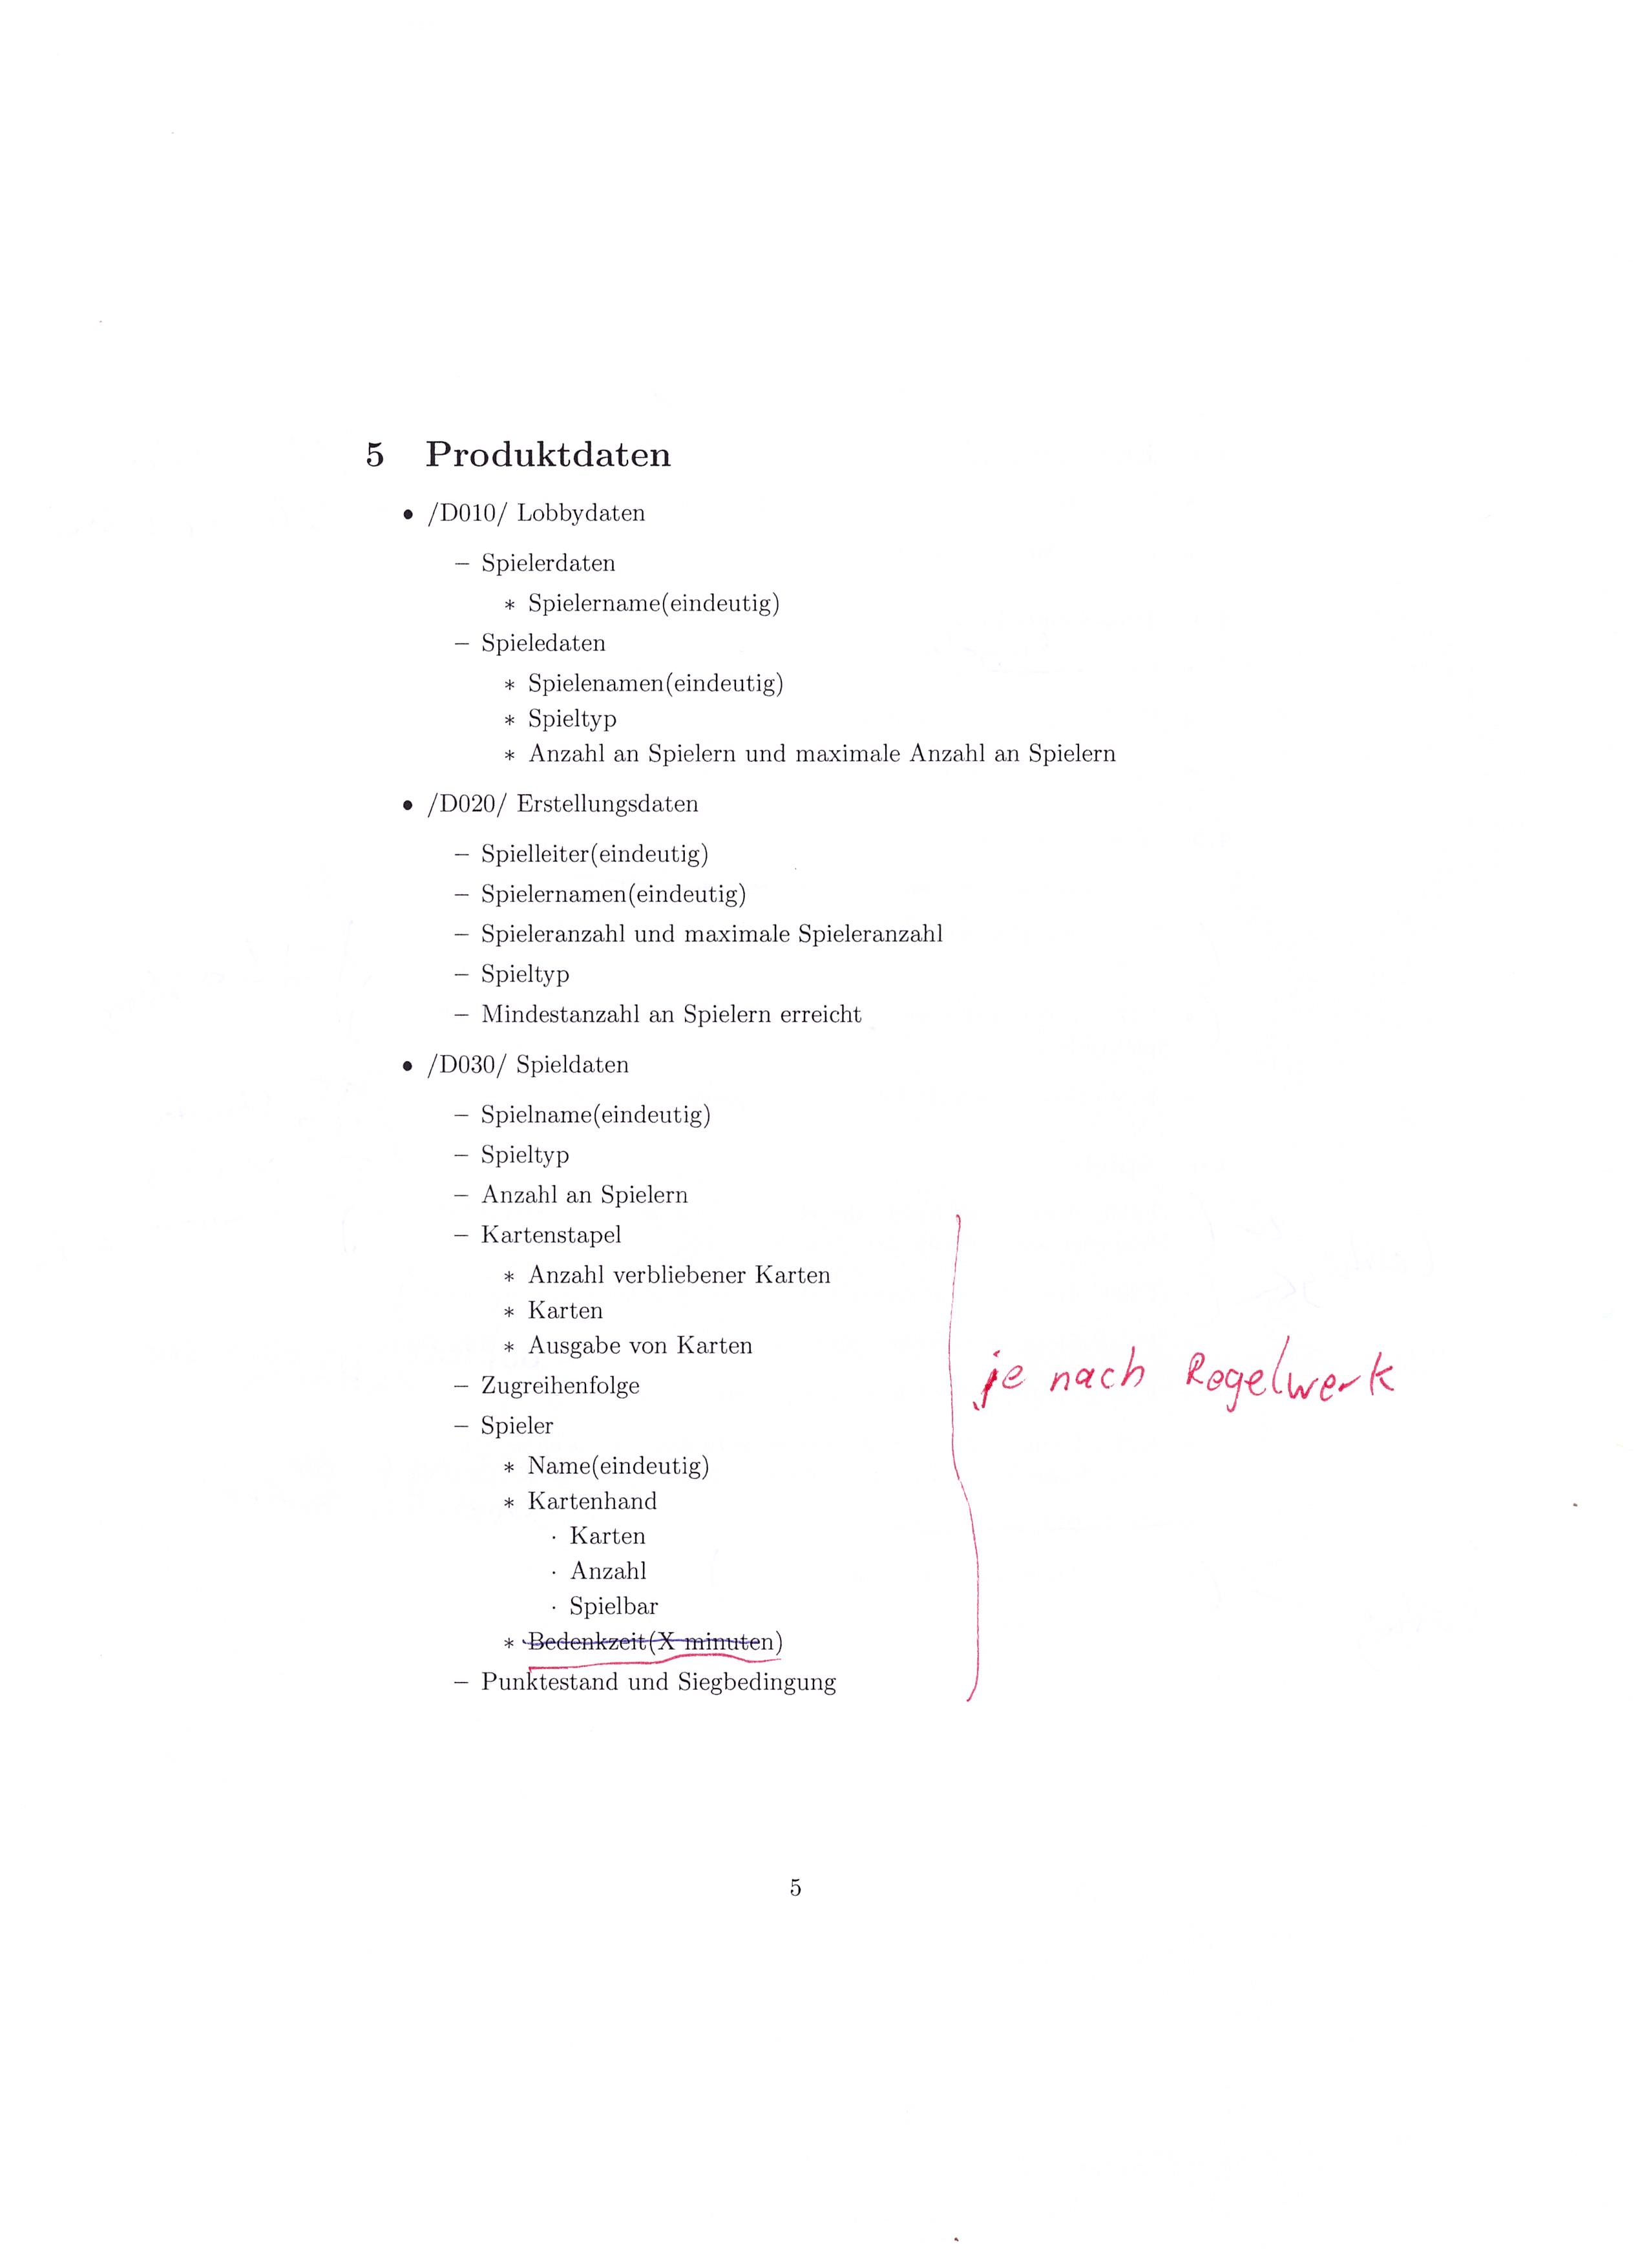 5 Produktdaten
• /D010/ Lobbydaten
– Spielerdaten
* Spielername(eindeutig)
– Spieledaten
* Spielenamen(eindeutig)
* Spieltyp
* Anzahl an Spielern und maximale Anzahl an Spielern
• /D020/ Erstellungsdaten
– Spielleiter(eindeutig)
– Spielernamen(eindeutig)
– Spieleranzahl und maximale Spieleranzahl
– Spieltyp
– Mindestanzahl an Spielern erreicht
• /D030/ Spieldaten
– Spielname(eindeutig)
– Spieltyp
– Anzahl an Spielern
– Kartenstapel
* Anzahl verbliebener Karten
* Karten
* Ausgabe von Karten
– Zugreihenfolge
je nach Regelwerk
– Spieler
* Name(eindeutig)
* Kartenhand
· Karten
· Anzahl
· Spielbar
* Bedenkzeit(X minuten)
– Punktestand und Siegbedingung
5